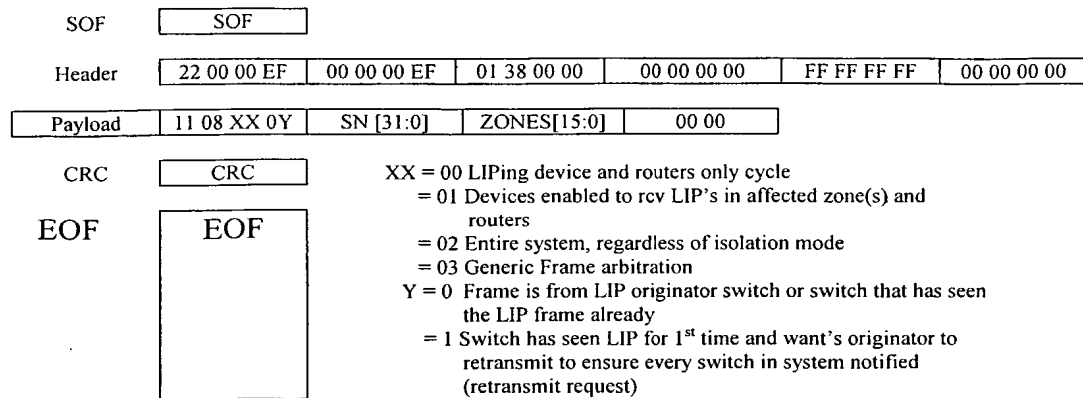 SOF SOF
Header 22 00 00 EF 00 00 00 EF 01 38 00 00 00 00 00 00 FF FF FF FF 00 00 00 00
Payload 11 08 XX 0Y SN [31:0] ZONES[15:0] 00 00
CRC CRC
XX = 00 LIPing device and routers only cycle
= 01 Devices enabled to rcv LIP's in affected zone(s) and
routers
EOF EOF
= 02 Entire system, regardless of isolation mode
= 03 Generic Frame arbitration
Y = 0 Frame is from LIP originator switch or switch that has seen
the LIP frame already
= 1 Switch has seen LIP for 1st time and want's originator to
retransmit to ensure every switch in system notified
(retransmit request)